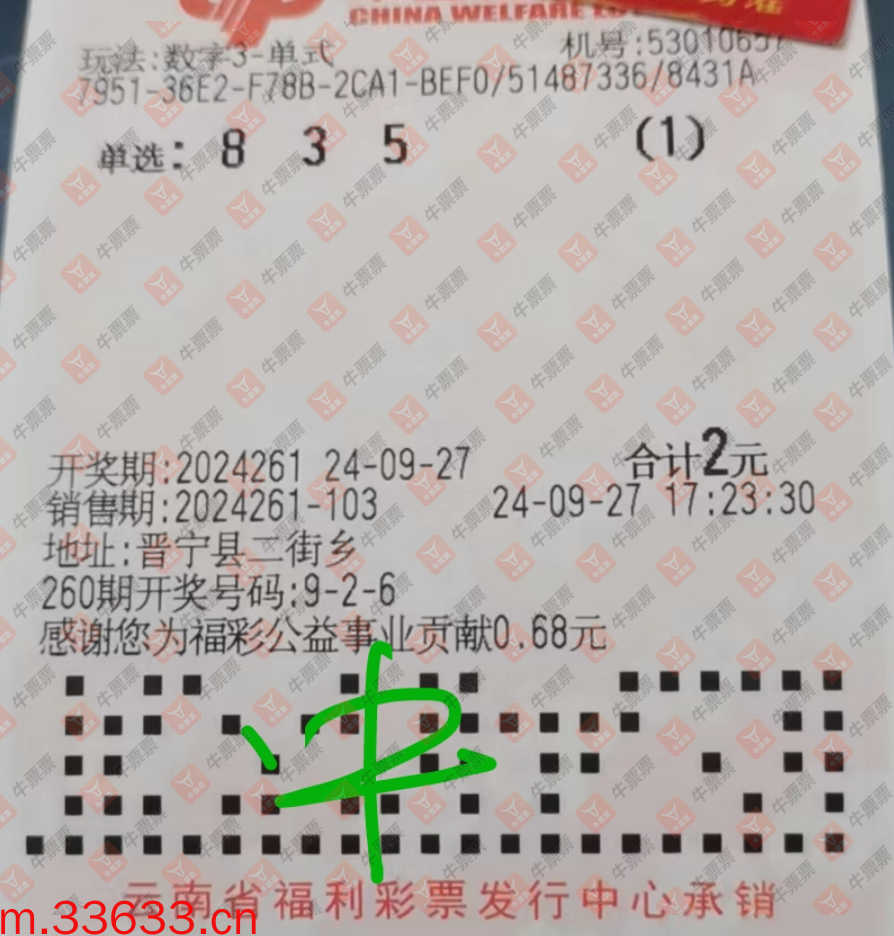 CHINA WELFARE
玩法:数字3-单式 机号:53010657
7951-36E2-F78B-2CA1-BEF0/51487336/8431A
单选: 8 3 5 (1)
开奖期:2024261 24-09-27 合计2元
销售期:2024261-103 24-09-27 17:23:30
地址:晋宁县二街乡
260期开奖号码:9-2-6
感谢您为福彩公益事业贡献0.68元
云南省福利彩票发行中心承销
m.33633.cn
牛票票